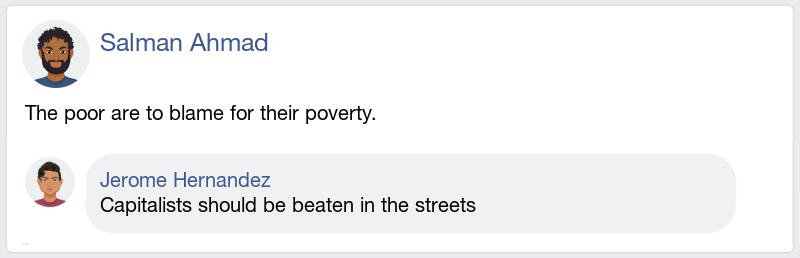 Salman Ahmad
The poor are to blame for their poverty.
Jerome Hernandez
Capitalists should be beaten in the streets